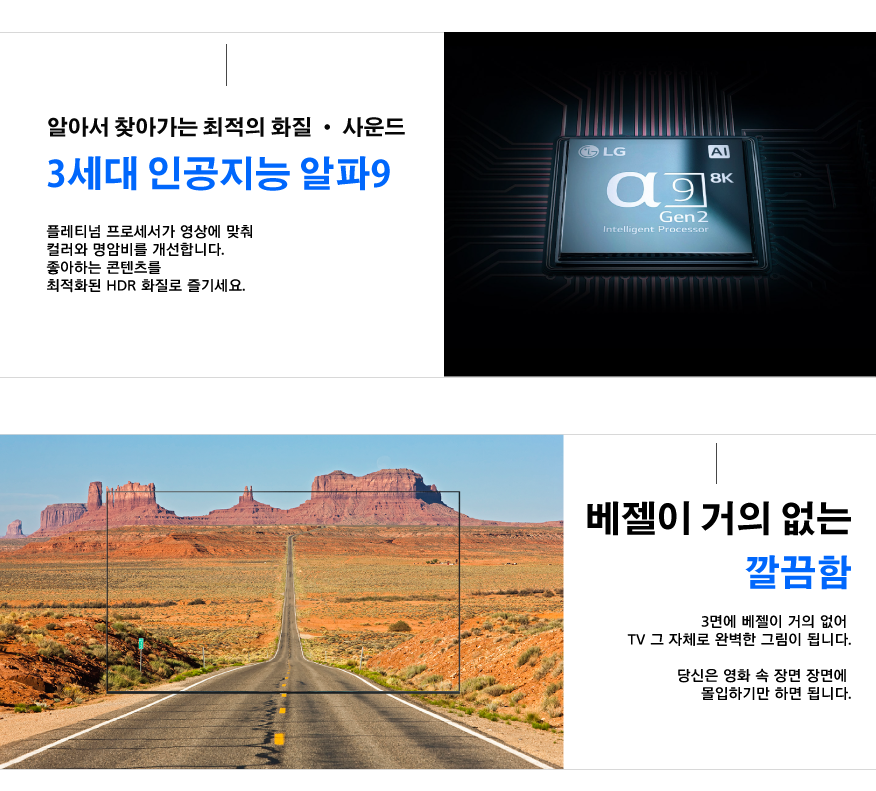 알아서 찾아가는 최적의 화질 • 사운드
3세대 인공지능 알파9
플레티넘 프로세서가 영상에 맞춰
컬러와 명암비를 개선합니다.
좋아하는 콘텐츠를
최적화된 HDR 화질로 즐기세요.
LG AI
α9 8K
Gen2
Intelligent Processor
베젤이 거의 없는
깔끔함
3면에 베젤이 거의 없어
TV 그 자체로 완벽한 그림이 됩니다.
당신은 영화 속 장면 장면에
몰입하기만 하면 됩니다.